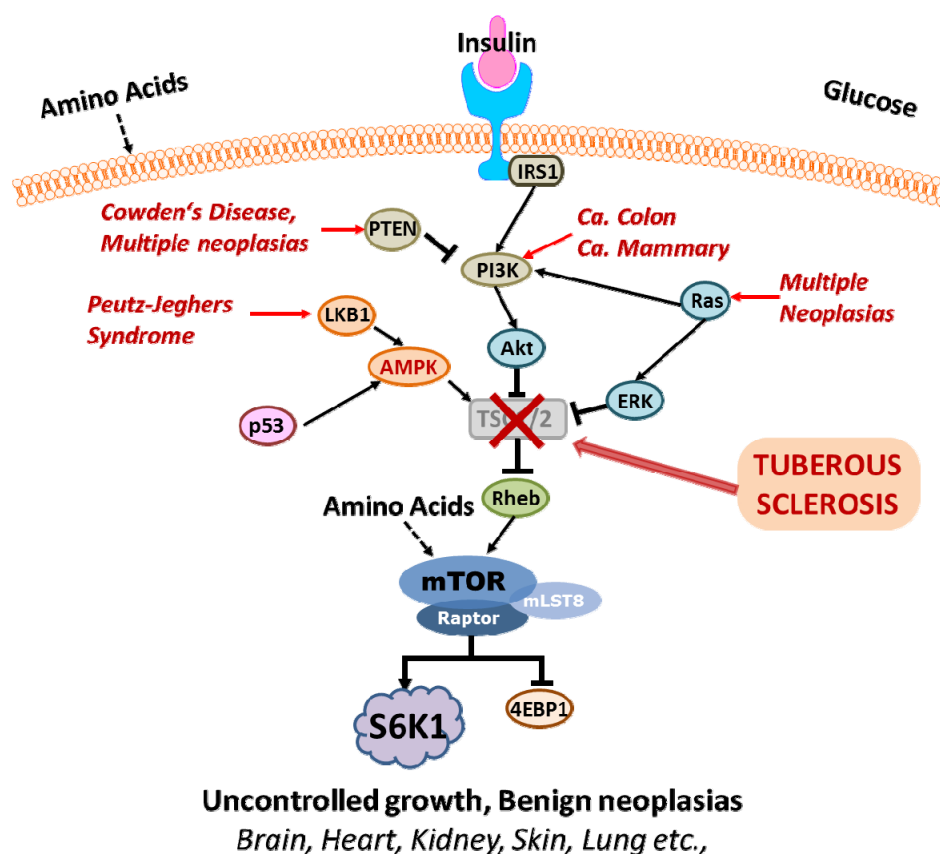 Insulin
Amino Acids
Glucose
IRS1
Cowden's Disease,
Multiple neoplasias
PTEN
Ca. Colon
Ca. Mammary
PI3K
Ras
Multiple
Neoplasias
Peutz-Jeghers
Syndrome
LKB1
Akt
AMPK
ERK
p53
TSC /2
TUBEROUS
SCLEROSIS
Rheb
Amino Acids
mTOR
mLST8
Raptor
S6K1
4EBP1
Uncontrolled growth, Benign neoplasias
Brain, Heart, Kidney, Skin, Lung etc.,